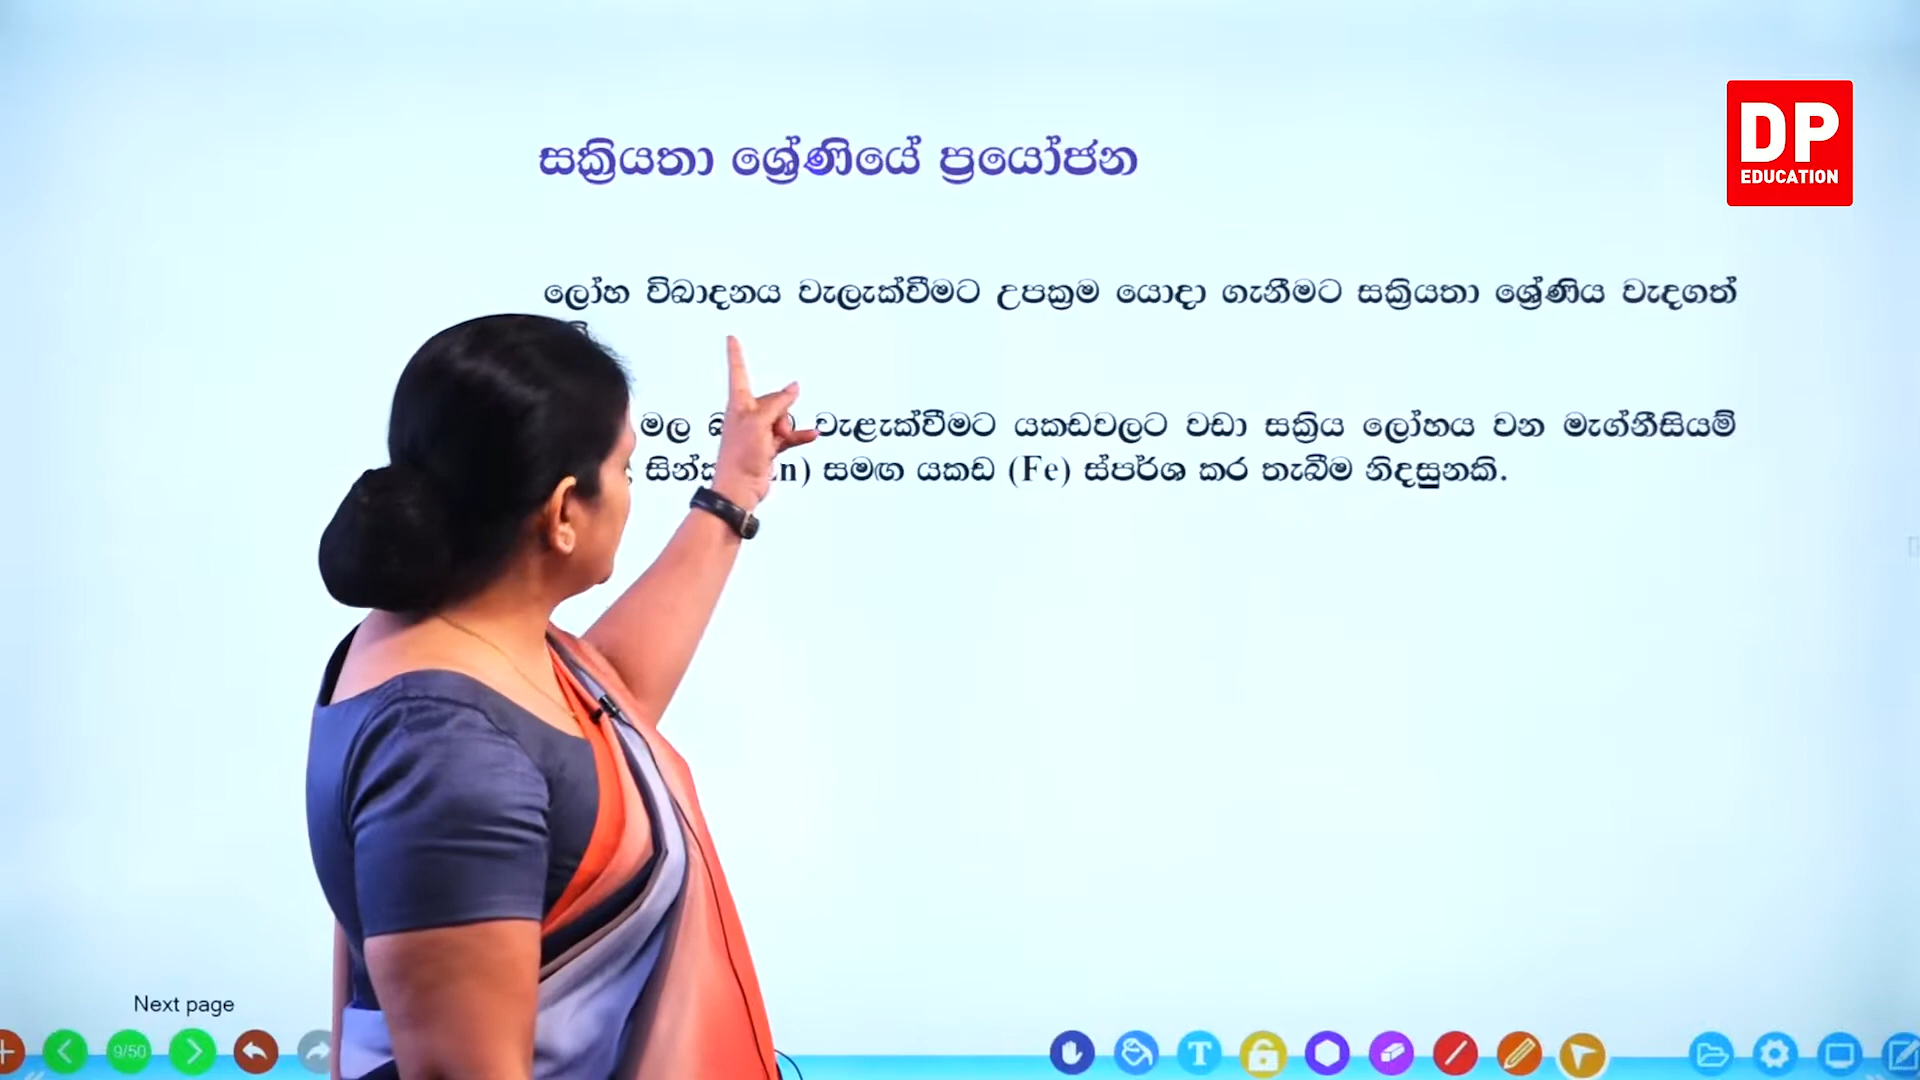 DP
EDUCATION
සක්‍රියතා ශ්‍රේණියේ ප්‍රයෝජන
ලෝහ විඛාදනය වැලැක්වීමට උපක්‍රම යොදා ගැනීමට සක්‍රියතා ශ්‍රේණිය වැදගත්
මල වැළැක්වීමට යකඩවලට වඩා සක්‍රිය ලෝහය වන මැග්නීසියම්
සමඟ යකඩ (Fe) ස්පර්ශ කර තැබීම නිදසුනකි.
Next page
9/50
T